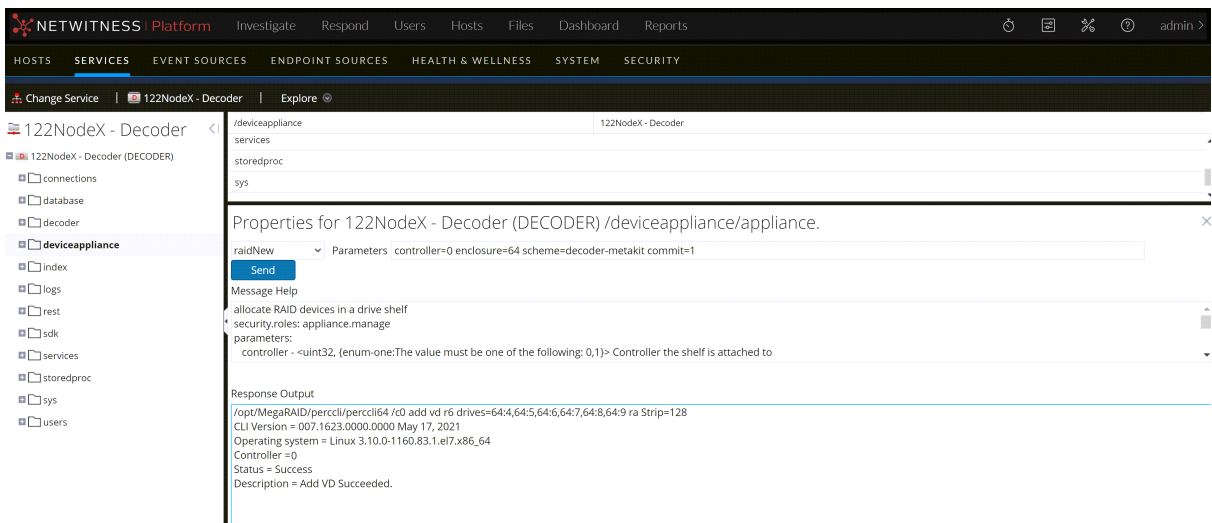 NETWITNESS | Platform Investigate Respond Users Hosts Files Dashboard Reports admin >
HOSTS SERVICES EVENT SOURCES ENDPOINT SOURCES HEALTH & WELLNESS SYSTEM SECURITY
Change Service | 122NodeX - Decoder | Explore
122NodeX - Decoder
122NodeX - Decoder (DECODER)
connections
database
decoder
deviceappliance
index
logs
rest
sdk
services
storedproc
sys
users
/deviceappliance 122NodeX - Decoder
services
storedproc
sys
Properties for 122NodeX - Decoder (DECODER) /deviceappliance/appliance.
raidNew Parameters controller=0 enclosure=64 scheme=decoder-metakit commit=1
Send
Message Help
allocate RAID devices in a drive shelf
security.roles: appliance.manage
parameters:
controller - <uint32, {enum-one:The value must be one of the following: 0,1}> Controller the shelf is attached to
Response Output
/opt/MegaRAID/perccli/perccli64 /c0 add vd r6 drives=64:4,64:5,64:6,64:7,64:8,64:9 ra Strip=128
CLI Version = 007.1623.0000.0000 May 17, 2021
Operating system = Linux 3.10.0-1160.83.1.el7.x86_64
Controller =0
Status = Success
Description = Add VD Succeeded.